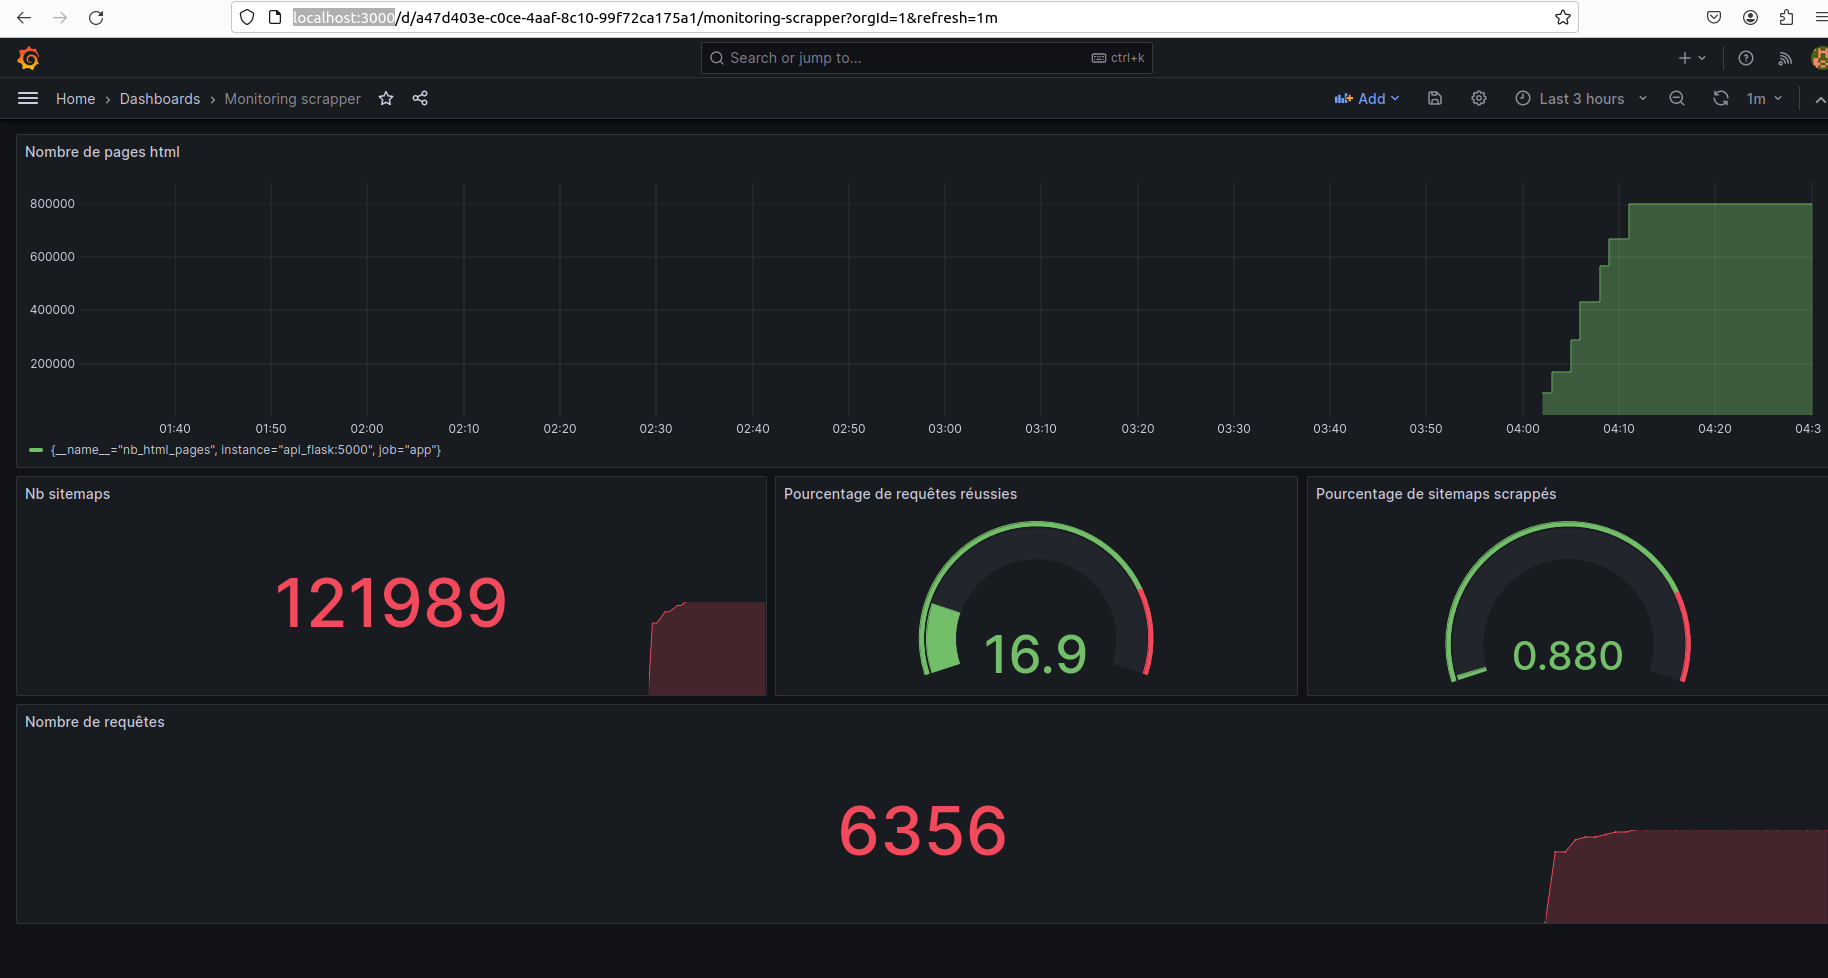 localhost:3000/d/a47d403e-c0ce-4aaf-8c10-99f72ca175a1/monitoring-scrapper?orgId=1&refresh=1m
Search or jump to... ctrl+k
Home › Dashboards › Monitoring scrapper Add Last 3 hours 1m
Nombre de pages html
800000
600000
400000
200000
01:40 01:50 02:00 02:10 02:20 02:30 02:40 02:50 03:00 03:10 03:20 03:30 03:40 03:50 04:00 04:10 04:20 04:3
{__name__="nb_html_pages", instance="api_flask:5000", job="app"}
Nb sitemaps
121989
Pourcentage de requêtes réussies
16.9
Pourcentage de sitemaps scrappés
0.880
Nombre de requêtes
6356